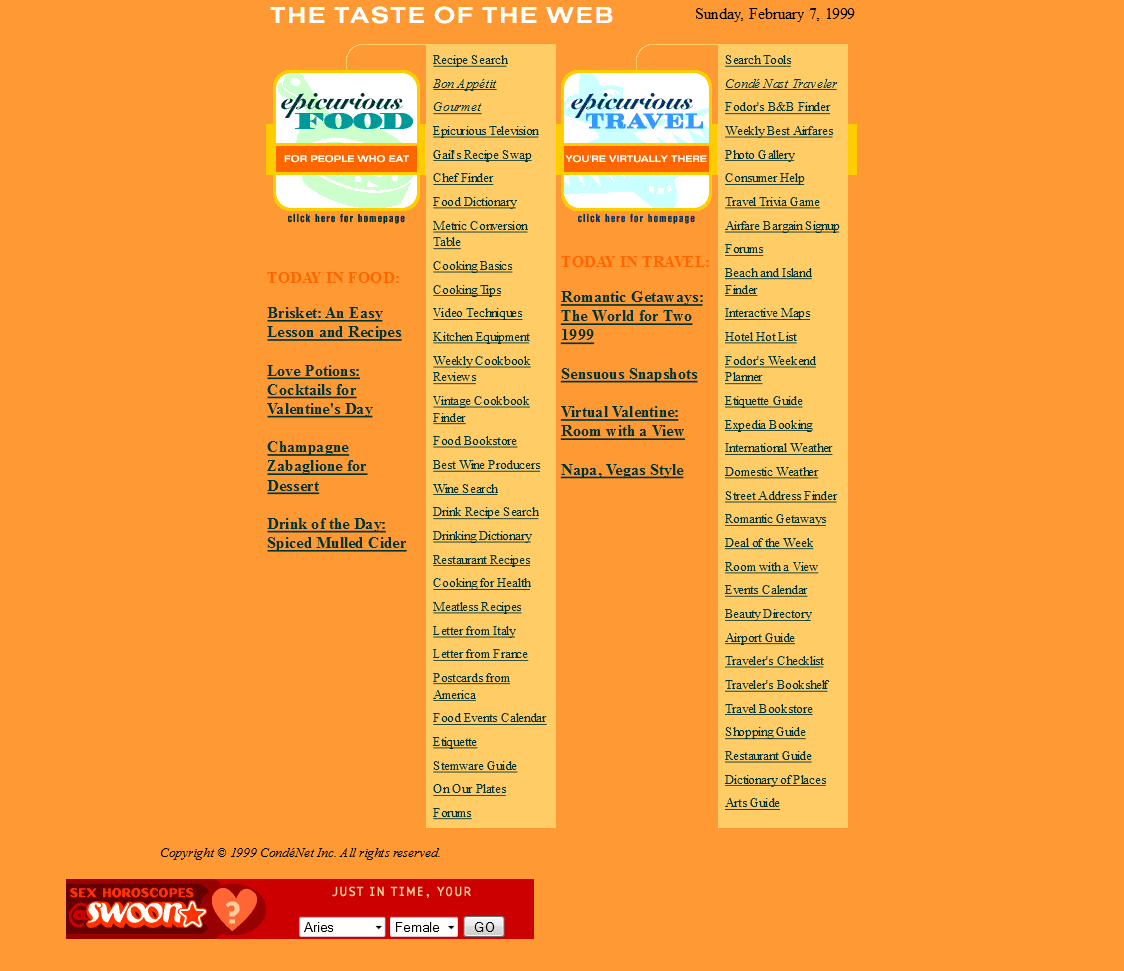 THE TASTE OF THE WEB
Sunday, February 7, 1999
epicurious
FOOD
FOR PEOPLE WHO EAT
click here for homepage
TODAY IN FOOD:
Brisket: An Easy
Lesson and Recipes
Love Potions:
Cocktails for
Valentine's Day
Champagne
Zabaglione for
Dessert
Drink of the Day:
Spiced Mulled Cider
Recipe Search
Bon Appétit
Gourmet
Epicurious Television
Gail's Recipe Swap
Chef Finder
Food Dictionary
Metric Conversion
Table
Cooking Basics
Cooking Tips
Video Techniques
Kitchen Equipment
Weekly Cookbook
Reviews
Vintage Cookbook
Finder
Food Bookstore
Best Wine Producers
Wine Search
Drink Recipe Search
Drinking Dictionary
Restaurant Recipes
Cooking for Health
Meatless Recipes
Letter from Italy
Letter from France
Postcards from
America
Food Events Calendar
Etiquette
Stemware Guide
On Our Plates
Forums
epicurious
TRAVEL
YOU'RE VIRTUALLY THERE
click here for homepage
TODAY IN TRAVEL:
Romantic Getaways:
The World for Two
1999
Sensuous Snapshots
Virtual Valentine:
Room with a View
Napa, Vegas Style
Search Tools
Condé Nast Traveler
Fodor's B&B Finder
Weekly Best Airfares
Photo Gallery
Consumer Help
Travel Trivia Game
Airfare Bargain Signup
Forums
Beach and Island
Finder
Interactive Maps
Hotel Hot List
Fodor's Weekend
Planner
Etiquette Guide
Expedia Booking
International Weather
Domestic Weather
Street Address Finder
Romantic Getaways
Deal of the Week
Room with a View
Events Calendar
Beauty Directory
Airport Guide
Traveler's Checklist
Traveler's Bookshelf
Travel Bookstore
Shopping Guide
Restaurant Guide
Dictionary of Places
Arts Guide
Copyright © 1999 CondéNet Inc. All rights reserved.
SEX HOROSCOPES
@swoon
?
JUST IN TIME, YOUR
Aries Female GO